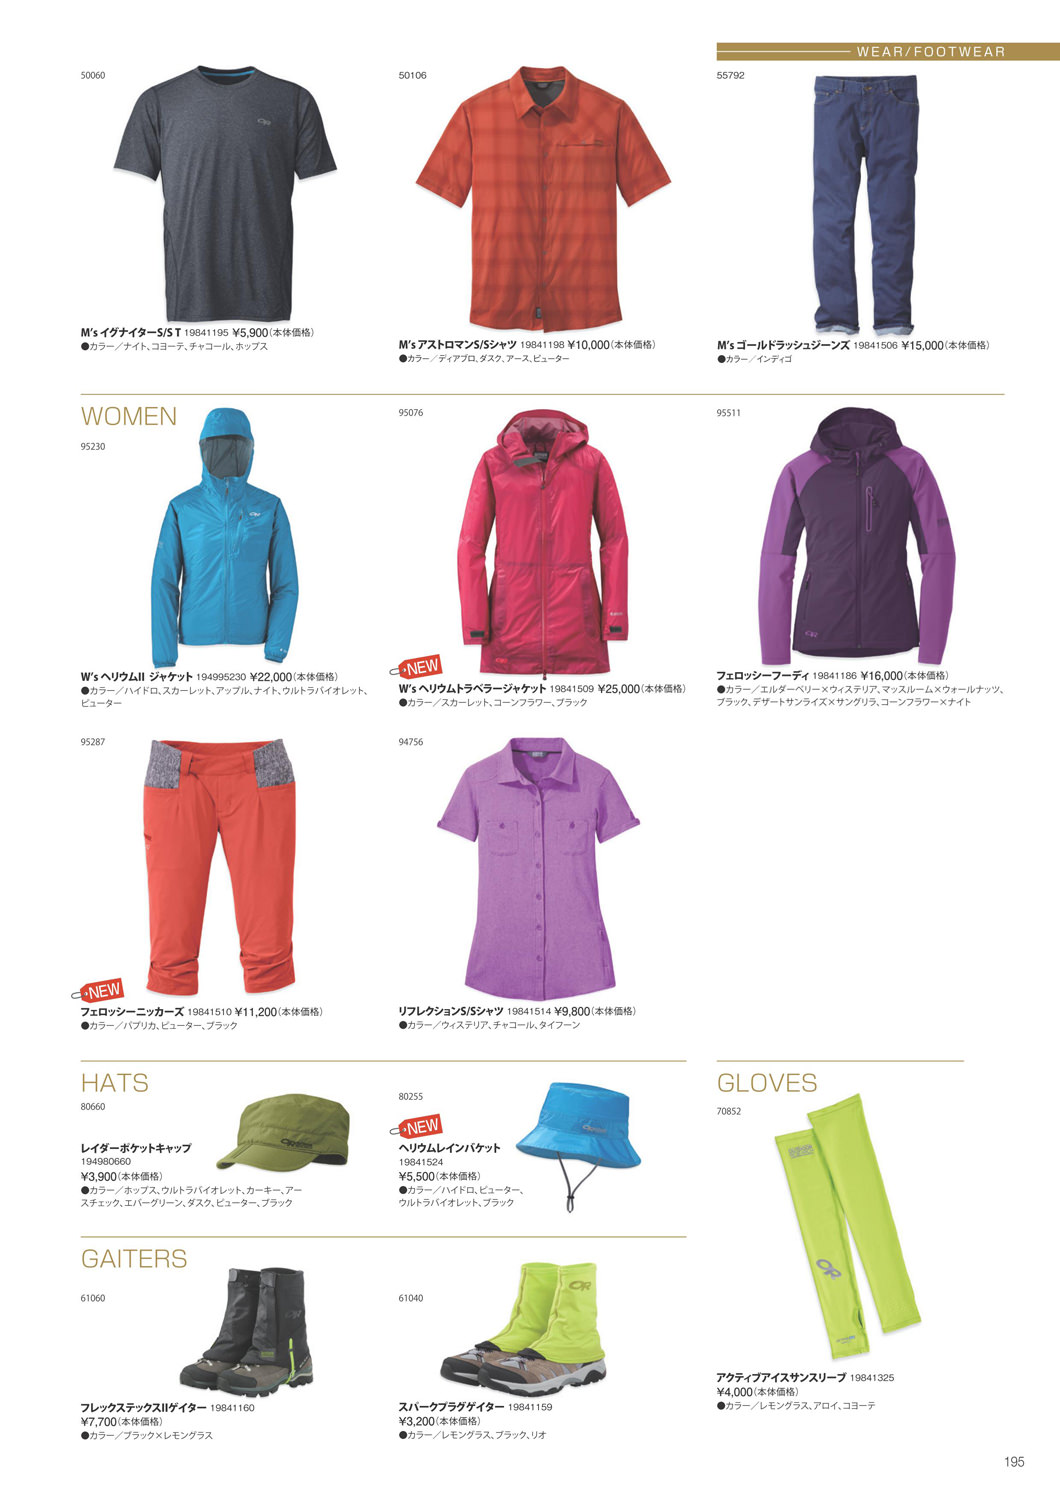 WEAR/FOOTWEAR
50060
M's イグナイターS/S T 19841195 ¥5,900(本体価格)
●カラー／ナイト、コヨーテ、チャコール、ホップス
50106
M's アストロマンS/Sシャツ 19841198 ¥10,000(本体価格)
●カラー／ディアブロ、ダスク、アース、ピューター
55792
M's ゴールドラッシュジーンズ 19841506 ¥15,000(本体価格)
●カラー／インディゴ
WOMEN
95230
W's ヘリウムII ジャケット 194995230 ¥22,000(本体価格)
●カラー／ハイドロ、スカーレット、アップル、ナイト、ウルトラバイオレット、
ピューター
95076
NEW
W's ヘリウムトラベラージャケット 19841509 ¥25,000(本体価格)
●カラー／スカーレット、コーンフラワー、ブラック
95511
フェロッシーフーディ 19841186 ¥16,000(本体価格)
●カラー／エルダーベリー×ウィステリア、マッスルーム×ウォールナッツ、
ブラック、デザートサンライズ×サングリラ、コーンフラワー×ナイト
95287
NEW
フェロッシーニッカーズ 19841510 ¥11,200(本体価格)
●カラー／パプリカ、ピューター、ブラック
94756
リフレクションS/Sシャツ 19841514 ¥9,800(本体価格)
●カラー／ウィステリア、チャコール、タイフーン
HATS
80660
レイダーポケットキャップ
194980660
¥3,900(本体価格)
●カラー／ホップス、ウルトラバイオレット、カーキー、アー
スチェック、エバーグリーン、ダスク、ピューター、ブラック
80255
NEW
ヘリウムレインバケット
19841524
¥5,500(本体価格)
●カラー／ハイドロ、ピューター、
ウルトラバイオレット、ブラック
GAITERS
61060
フレックステックスIIゲイター 19841160
¥7,700(本体価格)
●カラー／ブラック×レモングラス
61040
スパークプラグゲイター 19841159
¥3,200(本体価格)
●カラー／レモングラス、ブラック、リオ
GLOVES
70852
アクティブアイスサンスリーブ 19841325
¥4,000(本体価格)
●カラー／レモングラス、アロイ、コヨーテ
195